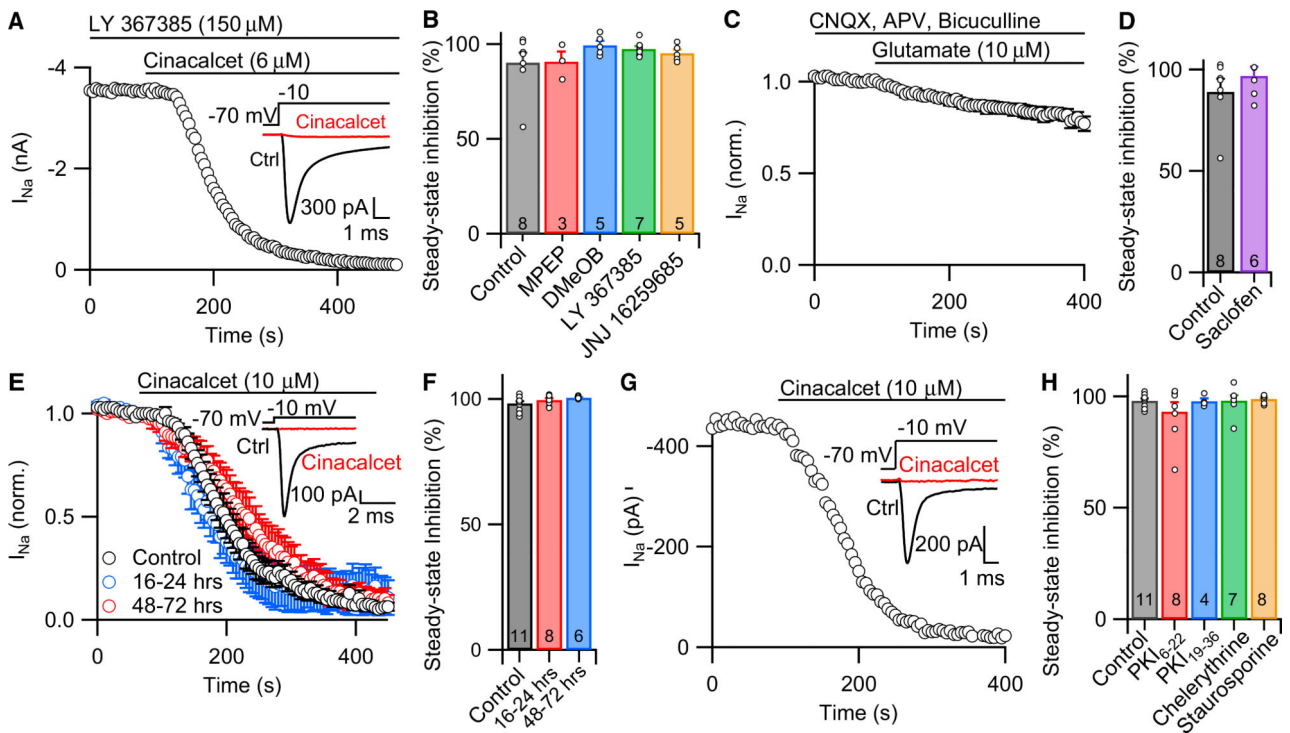 A
LY 367385 (150 μM)
Cinacalcet (6 μM)
-4
-2
0
I_Na (nA)
-10
-70 mV
Cinacalcet
Ctrl
300 pA
1 ms
0
200
400
Time (s)
B
Steady-state inhibition (%)
100
50
0
8
3
5
7
5
Control
MPEP
DMeOB
LY 367385
JNJ 16259685
C
CNQX, APV, Bicuculline
Glutamate (10 μM)
1.0
0.5
0.0
I_Na (norm.)
0
200
400
Time (s)
D
Steady-state inhibition (%)
100
50
0
8
6
Control
Saclofen
E
Cinacalcet (10 μM)
1.0
0.5
0.0
I_Na (norm.)
-10 mV
-70 mV
Ctrl
Cinacalcet
100 pA
2 ms
Control
16-24 hrs
48-72 hrs
0
200
400
Time (s)
F
Steady-state Inhibition (%)
100
50
0
11
8
6
Control
16-24 hrs
48-72 hrs
G
Cinacalcet (10 μM)
-400
-200
0
I_Na (pA) '
-10 mV
-70 mV
Cinacalcet
Ctrl
200 pA
1 ms
0
200
400
Time (s)
H
Steady-state inhibition (%)
100
50
0
11
8
4
7
8
Control
PKI_6-22
PKI_19-36
Chelerythrine
Staurosporine